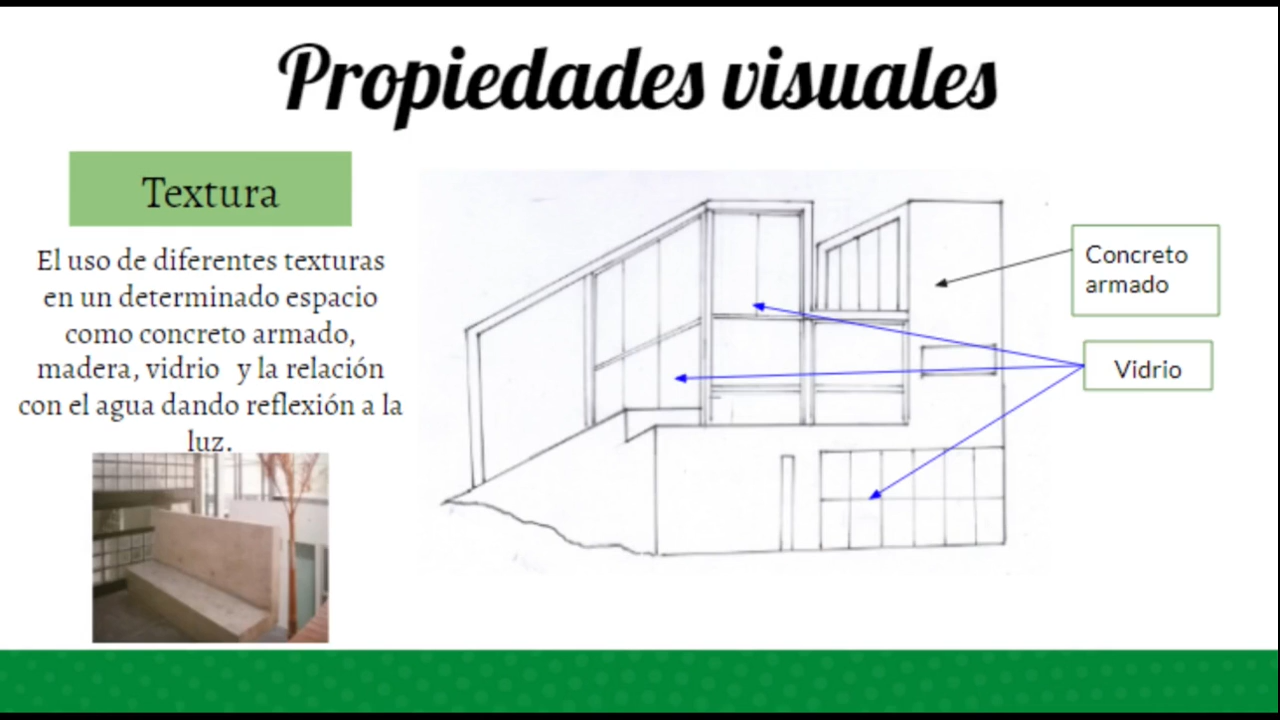 Propiedades visuales
Textura
El uso de diferentes texturas
en un determinado espacio
como concreto armado,
madera, vidrio y la relación
con el agua dando reflexión a la
luz.
Concreto
armado
Vidrio